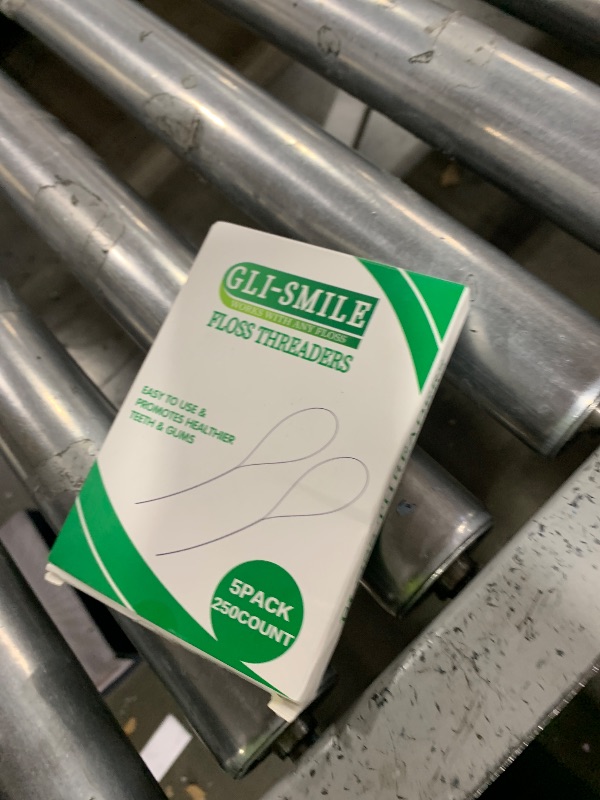 GLI-SMILE
WORKS WITH ANY FLOSS
FLOSS THREADERS
EASY TO USE &
PROMOTES HEALTHIER
TEETH & GUMS
5PACK
250COUNT